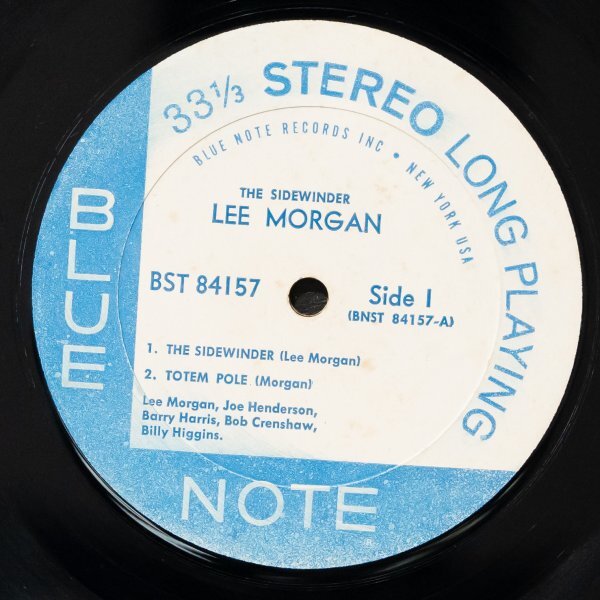 33⅓ STEREO LONG PLAYING
BLUE NOTE RECORDS INC • NEW YORK USA
THE SIDEWINDER
LEE MORGAN
BST 84157
Side 1
(BNST 84157-A)
1. THE SIDEWINDER (Lee Morgan)
2. TOTEM POLE (Morgan)
Lee Morgan, Joe Henderson,
Barry Harris, Bob Crenshaw,
Billy Higgins.
BLUE
NOTE